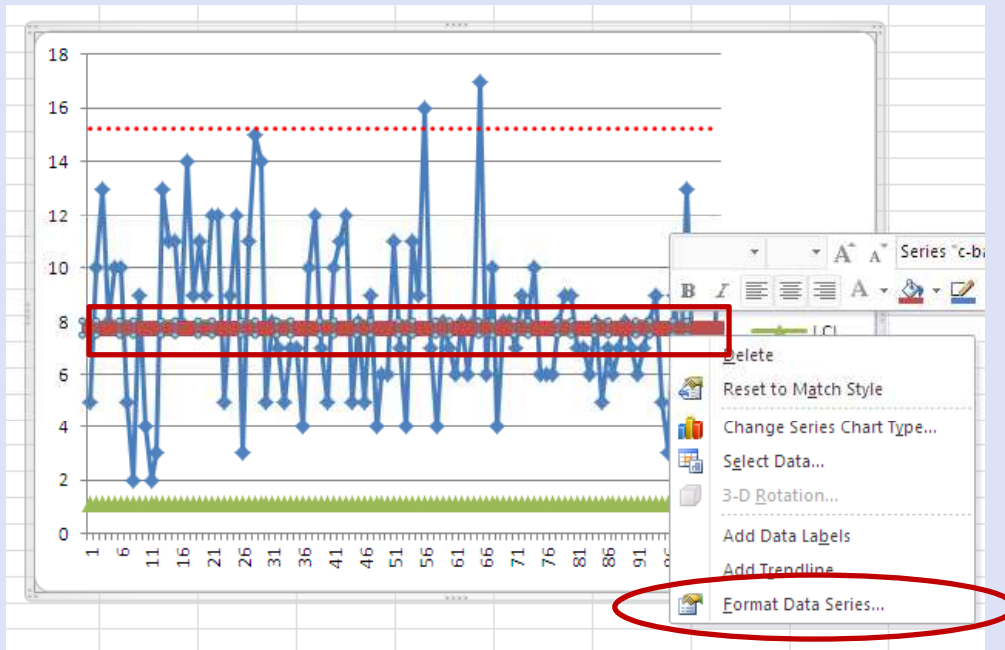 18
16
14
12
10
8
6
4
2
0
1 6 11 16 21 26 31 36 41 46 51 56 61 66 71 76 81 86 91
A A Series "c-ba
B I A
LCL
Delete
Reset to Match Style
Change Series Chart Type...
Select Data...
3-D Rotation...
Add Data Labels
Add Trendline
Format Data Series...